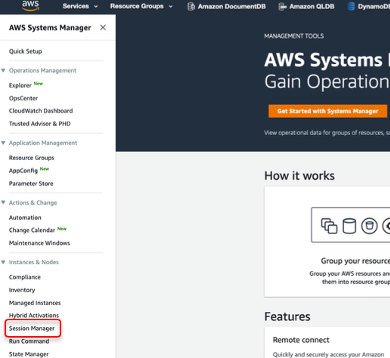 aws Services Resource Groups Amazon DocumentDB Amazon QLDB
AWS Systems Manager
Quick Setup
Operations Management
Explorer New
OpsCenter
CloudWatch Dashboard
Trusted Advisor & PHD
Application Management
Resource Groups
AppConfig New
Parameter Store
Actions & Change
Automation
Change Calendar New
Maintenance Windows
Instances & Nodes
Compliance
Inventory
Managed Instances
Hybrid Activations
Session Manager
Run Command
State Manager
MANAGEMENT TOOLS
AWS Systems
Gain Operation
Get Started with Systems Manager
View operational data for groups of resources, s
How it works
Group your resource
Group your AWS resources an
them into resource group
Features
Remote connect
Quickly and securely access your Amazon